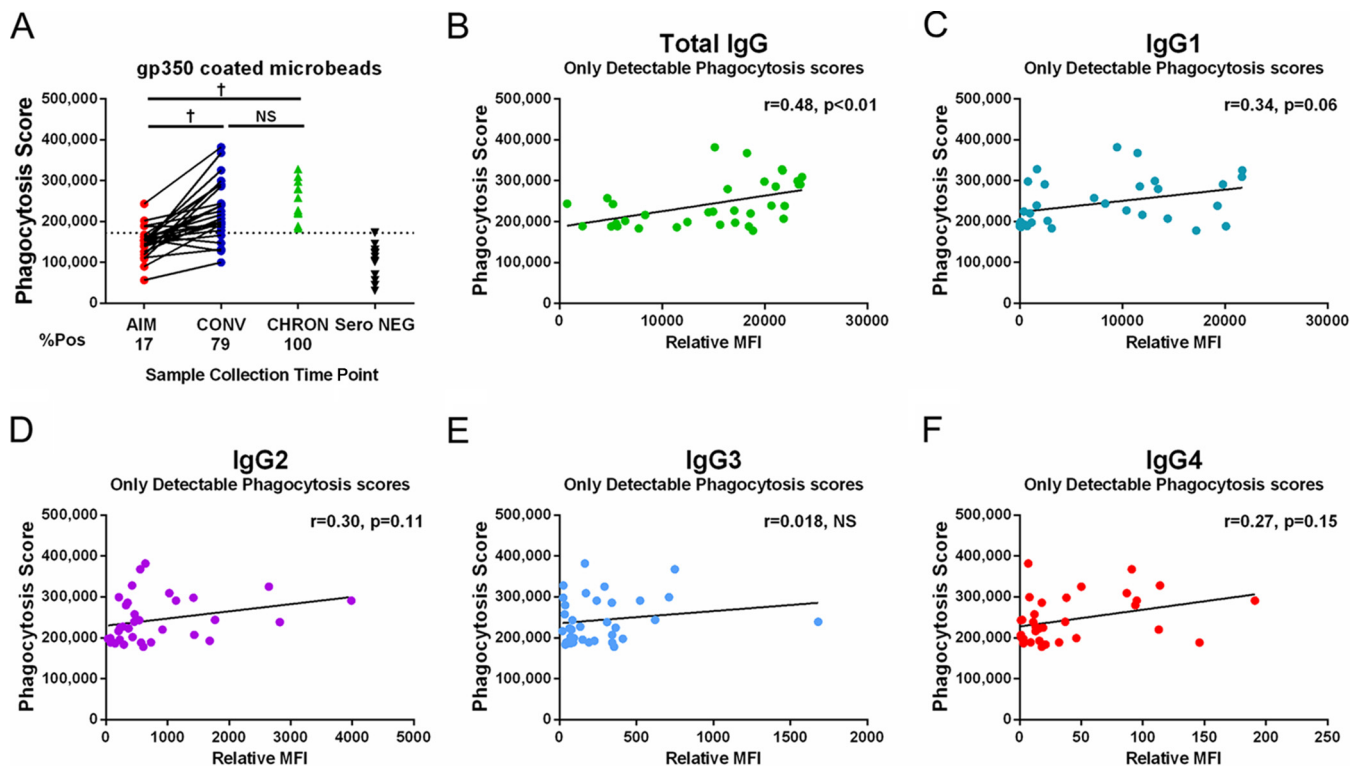 A
gp350 coated microbeads
†
†
NS
Phagocytosis Score
500,000
400,000
300,000
200,000
100,000
0
AIM CONV CHRON Sero NEG
%Pos 17 79 100
Sample Collection Time Point
B
Total IgG
Only Detectable Phagocytosis scores
r=0.48, p<0.01
Phagocytosis Score
500,000
400,000
300,000
200,000
100,000
0
0 10000 20000 30000
Relative MFI
C
IgG1
Only Detectable Phagocytosis scores
r=0.34, p=0.06
Phagocytosis Score
500,000
400,000
300,000
200,000
100,000
0
0 10000 20000 30000
Relative MFI
D
IgG2
Only Detectable Phagocytosis scores
r=0.30, p=0.11
Phagocytosis Score
500,000
400,000
300,000
200,000
100,000
0
0 1000 2000 3000 4000 5000
Relative MFI
E
IgG3
Only Detectable Phagocytosis scores
r=0.018, NS
Phagocytosis Score
500,000
400,000
300,000
200,000
100,000
0
0 500 1000 1500 2000
Relative MFI
F
IgG4
Only Detectable Phagocytosis scores
r=0.27, p=0.15
Phagocytosis Score
500,000
400,000
300,000
200,000
100,000
0
0 50 100 150 200 250
Relative MFI